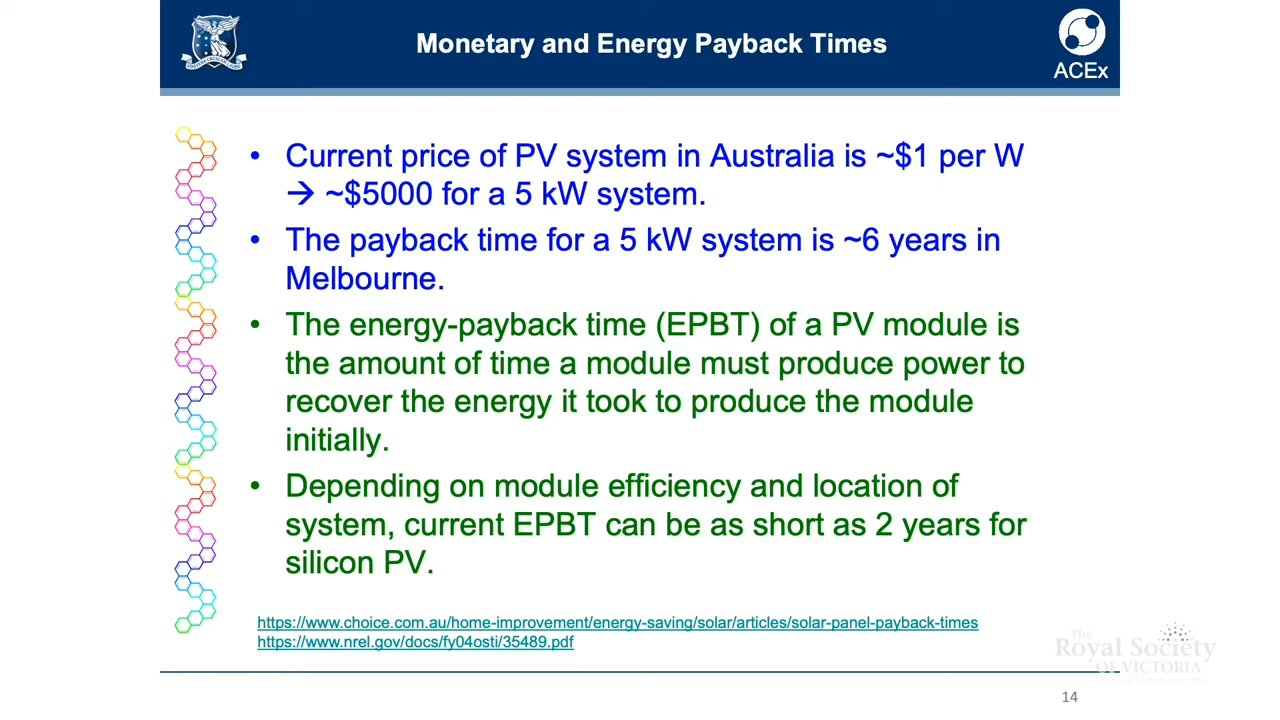 Monetary and Energy Payback Times
ACEx
• Current price of PV system in Australia is ~$1 per W
→ ~$5000 for a 5 kW system.
• The payback time for a 5 kW system is ~6 years in
Melbourne.
• The energy-payback time (EPBT) of a PV module is
the amount of time a module must produce power to
recover the energy it took to produce the module
initially.
• Depending on module efficiency and location of
system, current EPBT can be as short as 2 years for
silicon PV.
https://www.choice.com.au/home-improvement/energy-saving/solar/articles/solar-panel-payback-times
https://www.nrel.gov/docs/fy04osti/35489.pdf
The
Royal Society
OF VICTORIA
14